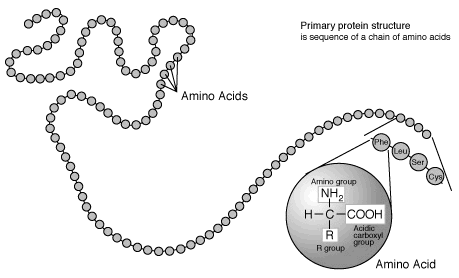 Primary protein structure
is sequence of a chain of amino acids
Amino Acids
Phe
Leu
Ser
Cys
Amino group
NH2
H–C–COOH
R
Acidic
carboxyl
group
R group
Amino Acid